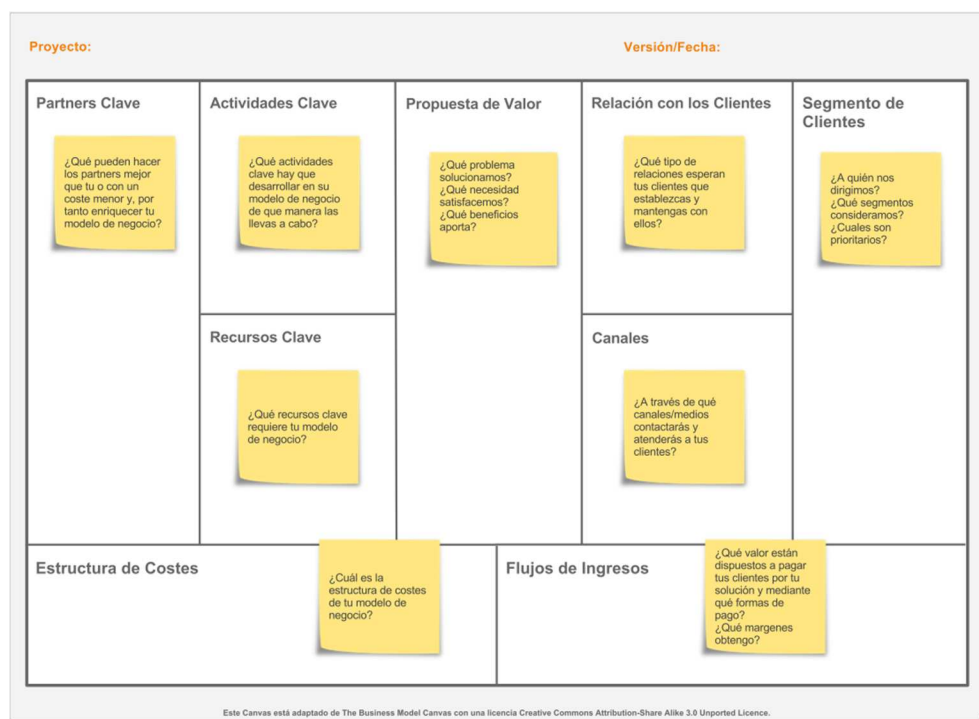 Proyecto:
Versión/Fecha:
Partners Clave
¿Qué pueden hacer
los partners mejor
que tu o con un
coste menor y, por
tanto enriquecer tu
modelo de negocio?
Actividades Clave
¿Qué actividades
clave hay que
desarrollar en su
modelo de negocio
de que manera las
llevas a cabo?
Recursos Clave
¿Qué recursos clave
requiere tu modelo
de negocio?
Propuesta de Valor
¿Qué problema
solucionamos?
¿Qué necesidad
satisfacemos?
¿Qué beneficios
aporta?
Relación con los Clientes
¿Qué tipo de
relaciones esperan
tus clientes que
establezcas y
mantengas con
ellos?
Canales
¿A través de qué
canales/medios
contactarás y
atenderás a tus
clientes?
Segmento de
Clientes
¿A quién nos
dirigimos?
¿Qué segmentos
consideramos?
¿Cuales son
prioritarios?
Estructura de Costes
¿Cuál es la
estructura de costes
de tu modelo de
negocio?
Flujos de Ingresos
¿Qué valor están
dispuestos a pagar
tus clientes por tu
solución y mediante
qué formas de
pago?
¿Qué margenes
obtengo?
Este Canvas está adaptado de The Business Model Canvas con una licencia Creative Commons Attribution-Share Alike 3.0 Unported Licence.